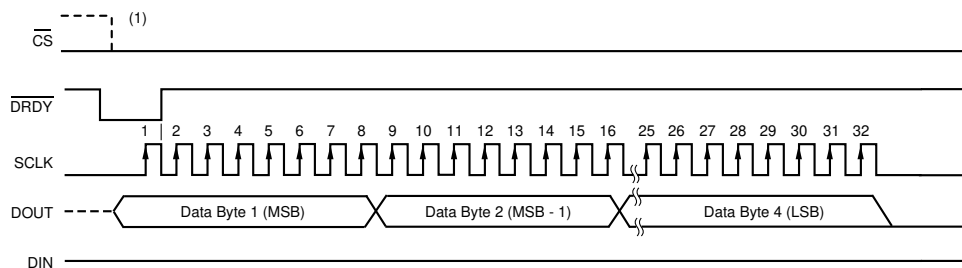 (1)
CS
DRDY
1 2 3 4 5 6 7 8 9 10 11 12 13 14 15 16 25 26 27 28 29 30 31 32
SCLK
DOUT Data Byte 1 (MSB) Data Byte 2 (MSB - 1) Data Byte 4 (LSB)
DIN